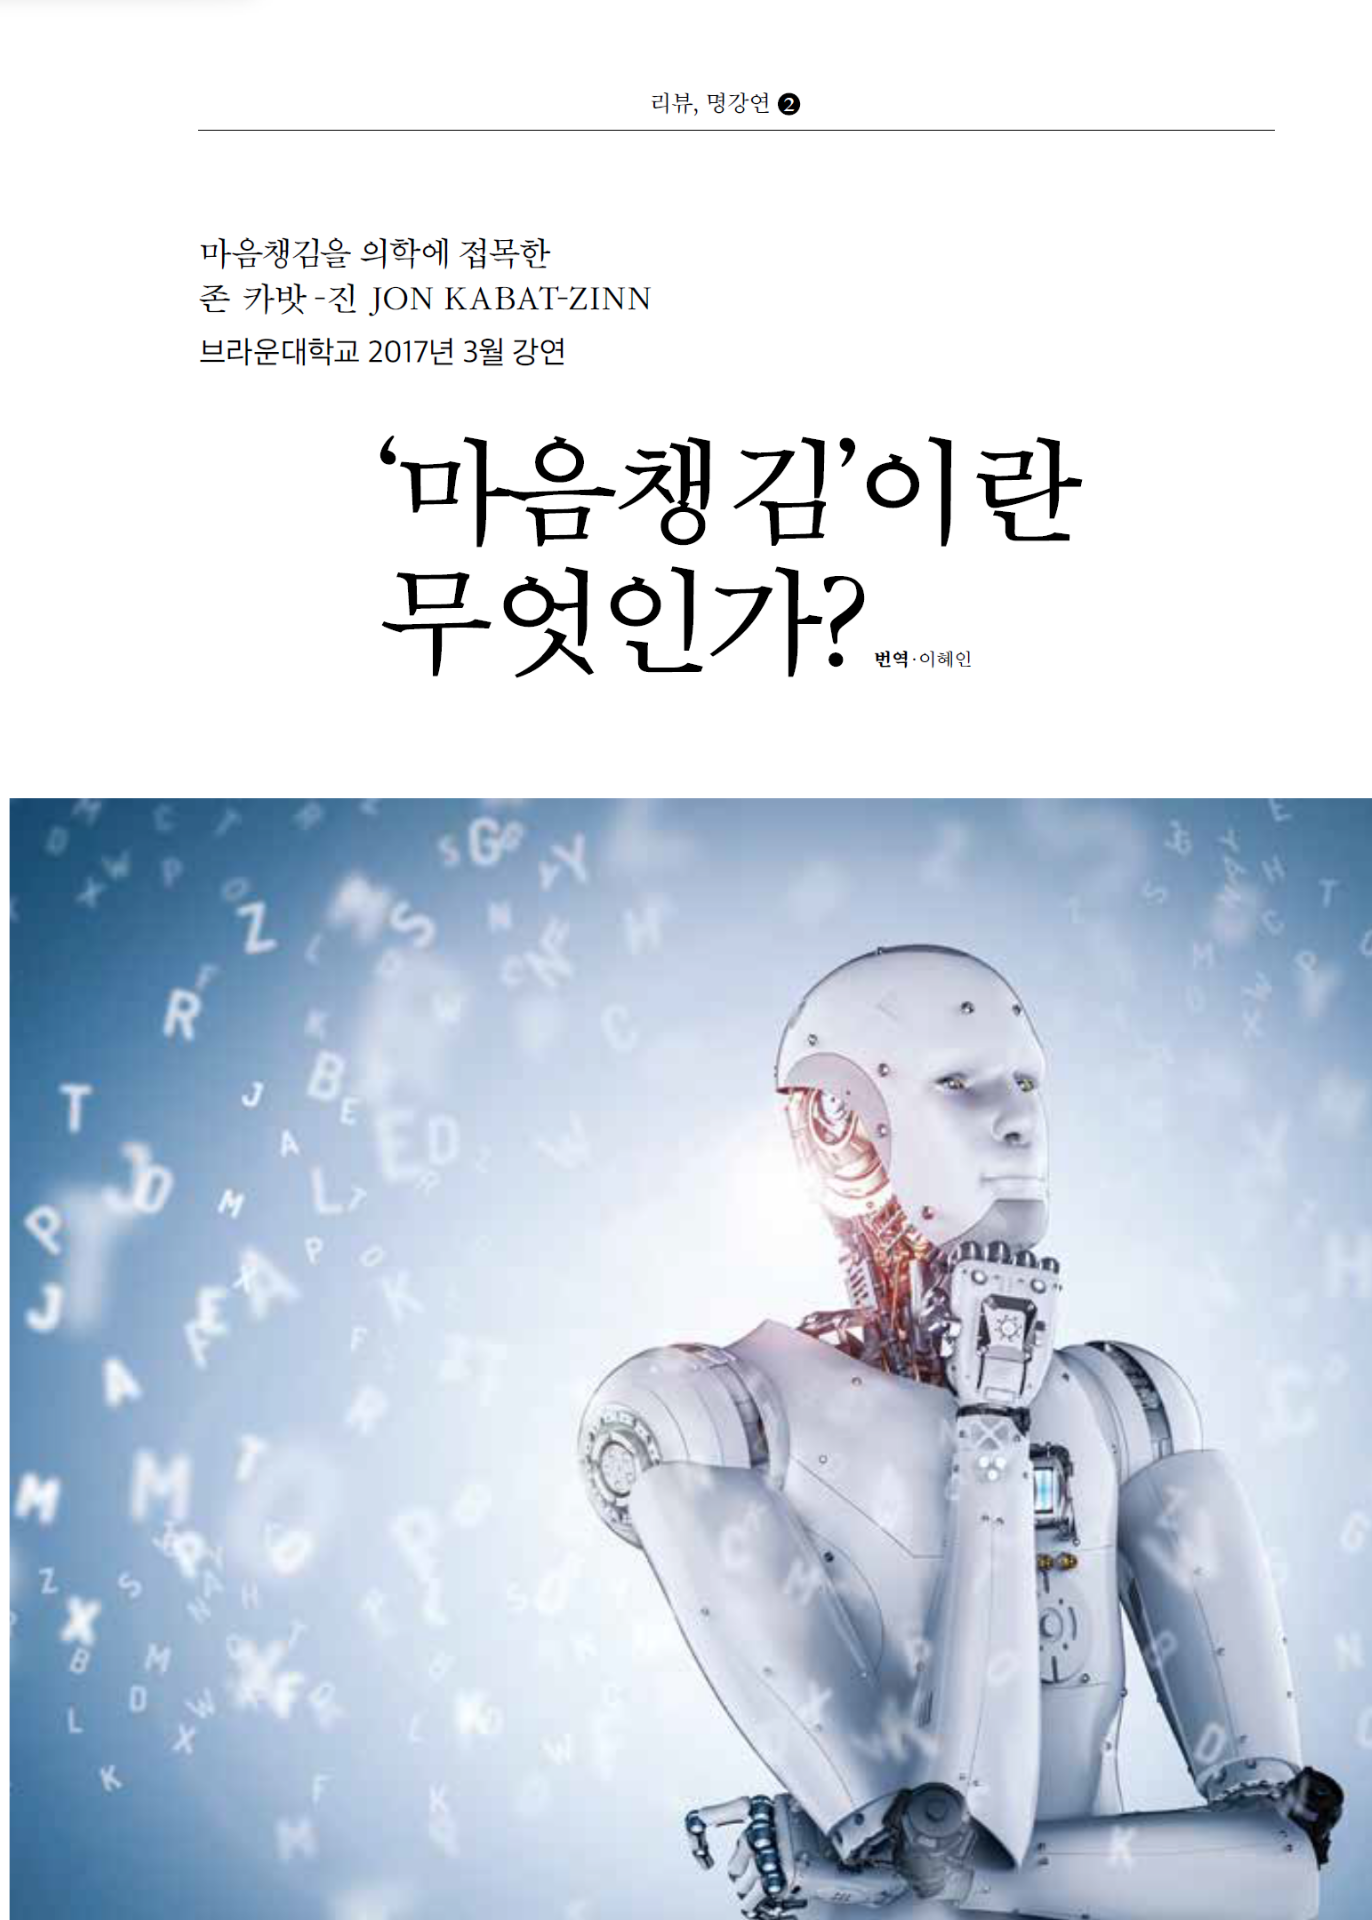 리뷰, 명강연 ❷
마음챙김을 의학에 접목한
존 카밧-진 JON KABAT-ZINN
브라운대학교 2017년 3월 강연
‘마음챙김’이란
무엇인가?
번역·이혜인